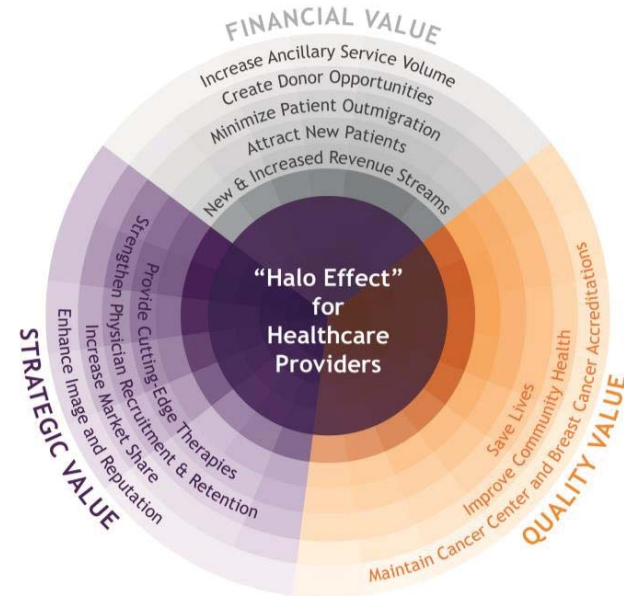 FINANCIAL VALUE
Increase Ancillary Service Volume
Create Donor Opportunities
Minimize Patient Outmigration
Attract New Patients
New & Increased Revenue Streams
"Halo Effect"
for
Healthcare
Providers
STRATEGIC VALUE
Provide Cutting-Edge Therapies
Strengthen Physician Recruitment & Retention
Increase Market Share
Enhance Image and Reputation
QUALITY VALUE
Save Lives
Improve Community Health
Maintain Cancer Center and Breast Cancer Accreditations